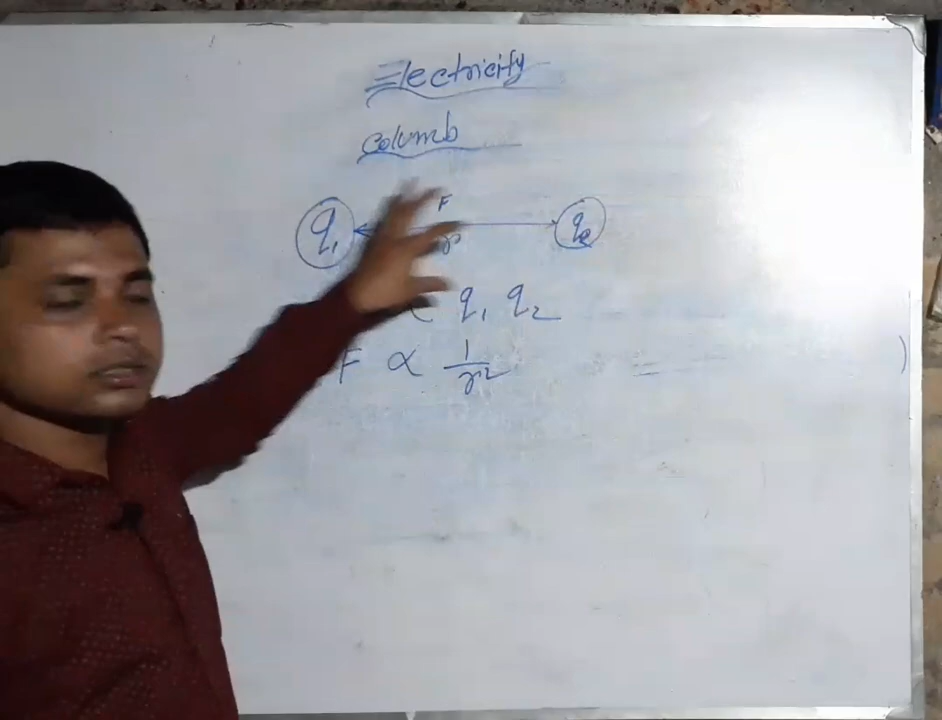 Electricity
Columb
q₁ F q₂
r
q₁ q₂
F ∝ 1/r²